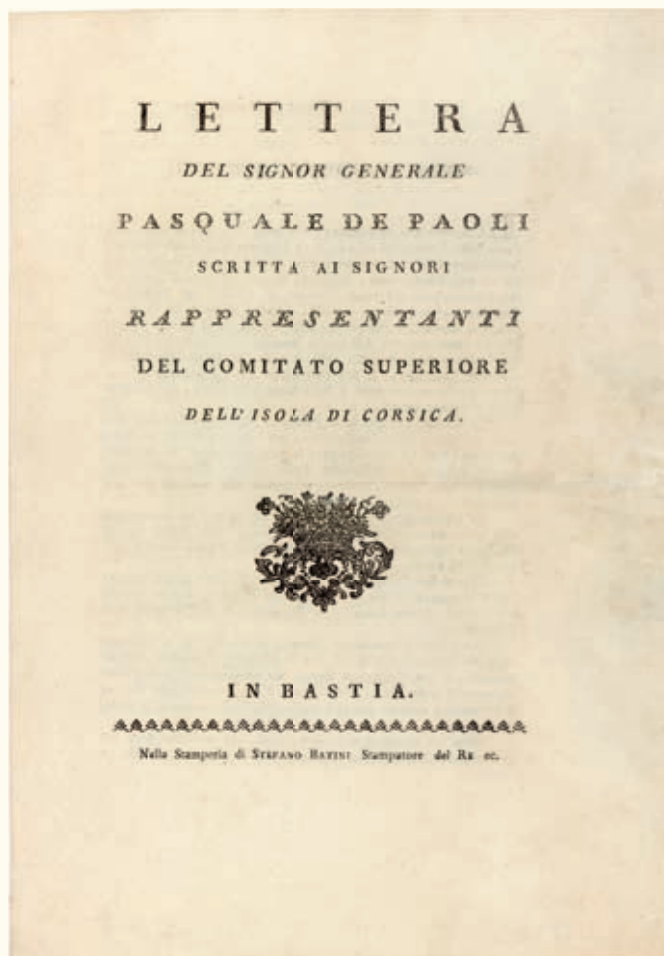 LETTERA
DEL SIGNOR GENERALE
PASQUALE DE PAOLI
SCRITTA AI SIGNORI
RAPPRESENTANTI
DEL COMITATO SUPERIORE
DELL' ISOLA DI CORSICA.
IN BASTIA.
Nella Stamperia di STEFANO BATINI Stampatore del RE ec.